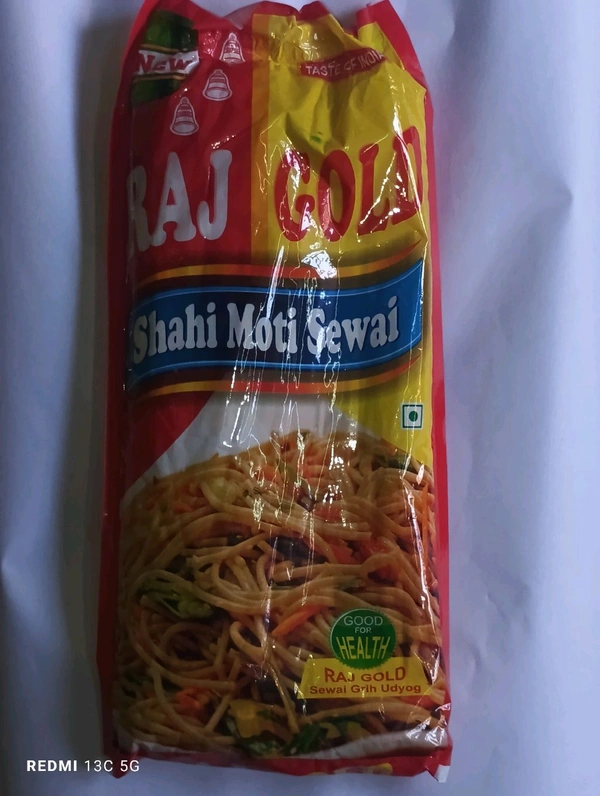 New
TASTE OF INDIA
RAJ GOLD
Shahi Moti Sewai
GOOD
FOR
HEALTH
RAJ GOLD
Sewai Grih Udyog
REDMI 13C 5G